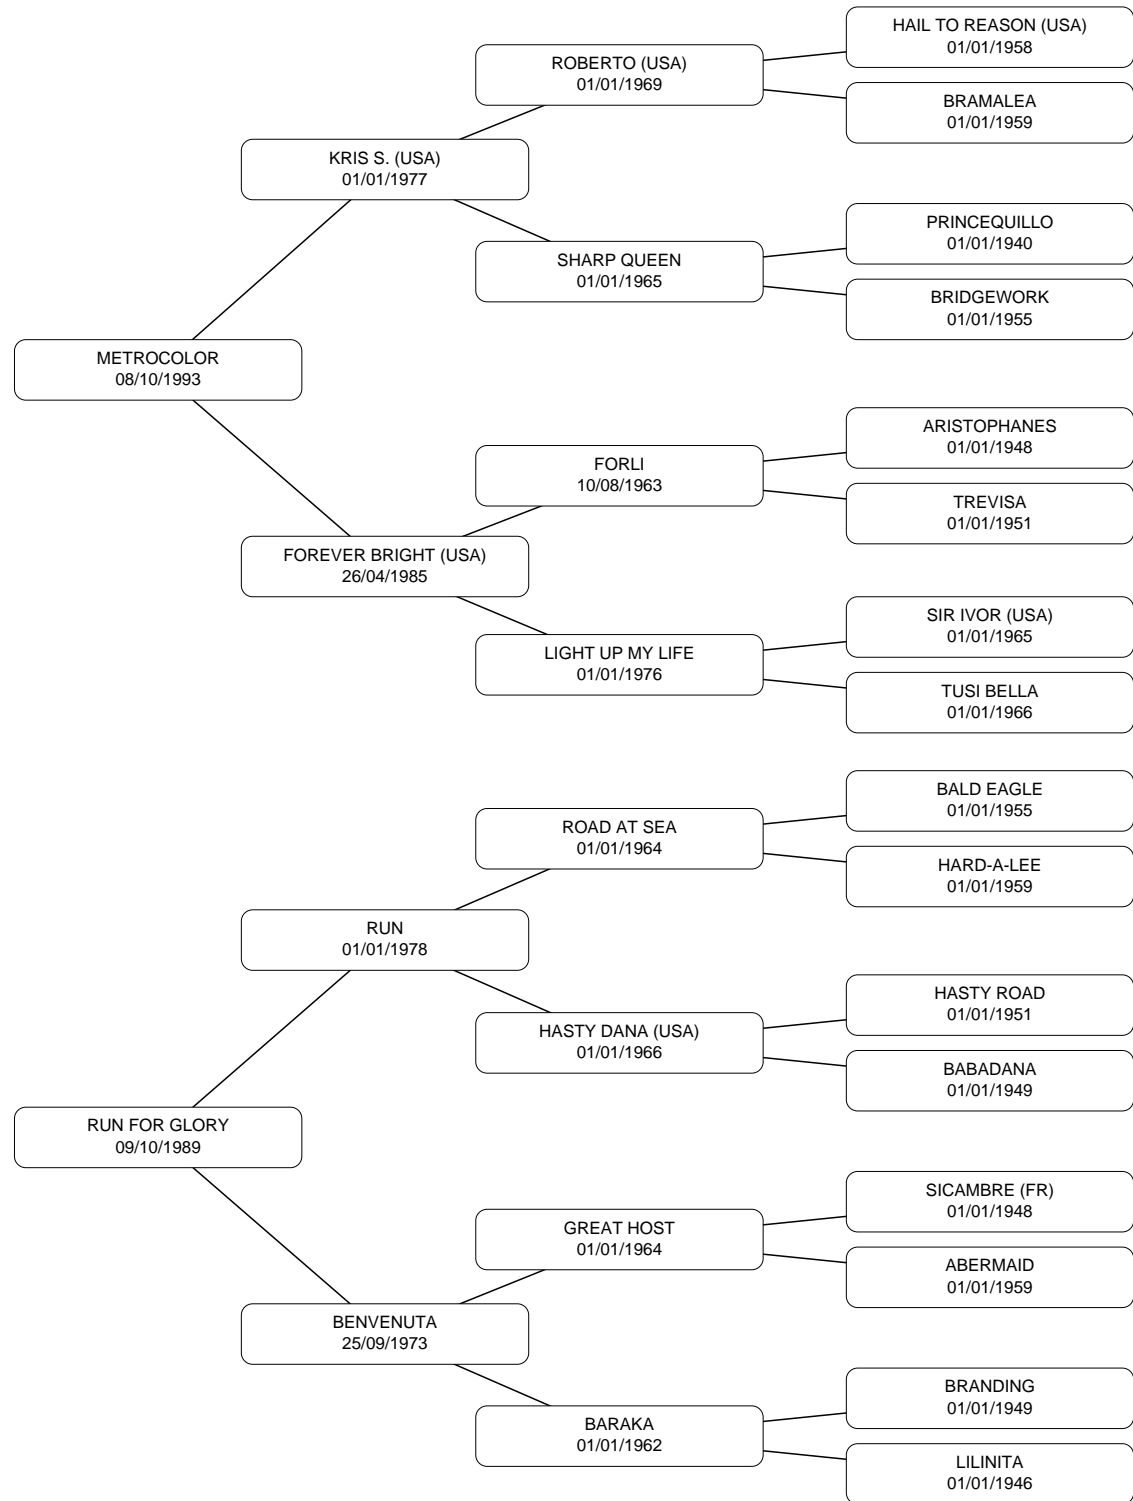 HAIL TO REASON (USA)
01/01/1958
ROBERTO (USA)
01/01/1969
BRAMALEA
01/01/1959
KRIS S. (USA)
01/01/1977
PRINCEQUILLO
01/01/1940
SHARP QUEEN
01/01/1965
BRIDGEWORK
01/01/1955
METROCOLOR
08/10/1993
ARISTOPHANES
01/01/1948
FORLI
10/08/1963
TREVISA
01/01/1951
FOREVER BRIGHT (USA)
26/04/1985
SIR IVOR (USA)
01/01/1965
LIGHT UP MY LIFE
01/01/1976
TUSI BELLA
01/01/1966
BALD EAGLE
01/01/1955
ROAD AT SEA
01/01/1964
HARD-A-LEE
01/01/1959
RUN
01/01/1978
HASTY ROAD
01/01/1951
HASTY DANA (USA)
01/01/1966
BABADANA
01/01/1949
RUN FOR GLORY
09/10/1989
SICAMBRE (FR)
01/01/1948
GREAT HOST
01/01/1964
ABERMAID
01/01/1959
BENVENUTA
25/09/1973
BRANDING
01/01/1949
BARAKA
01/01/1962
LILINITA
01/01/1946